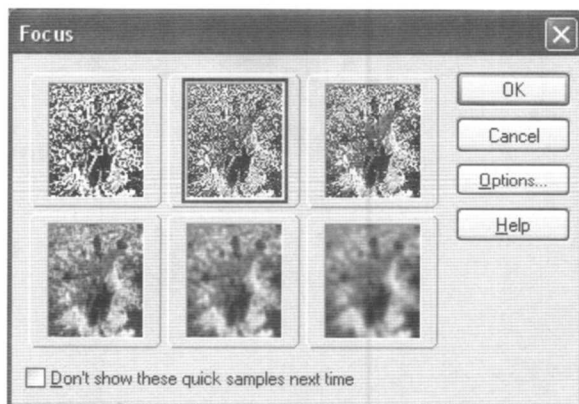 Focus
OK
Cancel
Options...
Help
Don't show these quick samples next time